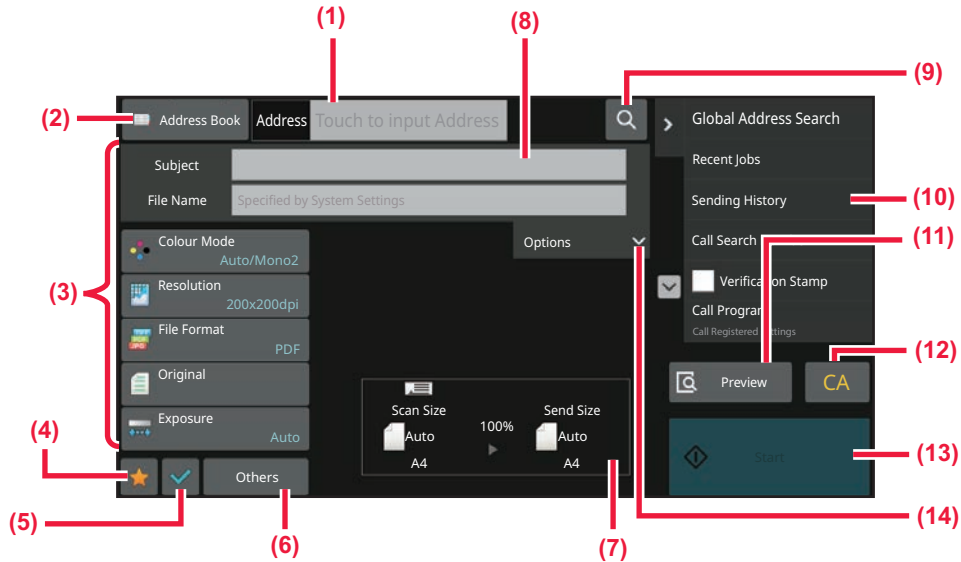 (1)
(8)
(9)
(2)
Address Book
Address
Touch to input Address
Global Address Search
Subject
Recent Jobs
File Name
Specified by System Settings
Sending History
(10)
Options
Call Search
(11)
(3)
Colour Mode
Auto/Mono2
Resolution
200x200dpi
Verification Stamp
Call Program
Call Registered Settings
File Format
PDF
(12)
Original
Preview
CA
Exposure
Auto
Scan Size
Auto
A4
100%
Send Size
Auto
A4
(4)
Start
(13)
Others
(5)
(6)
(7)
(14)